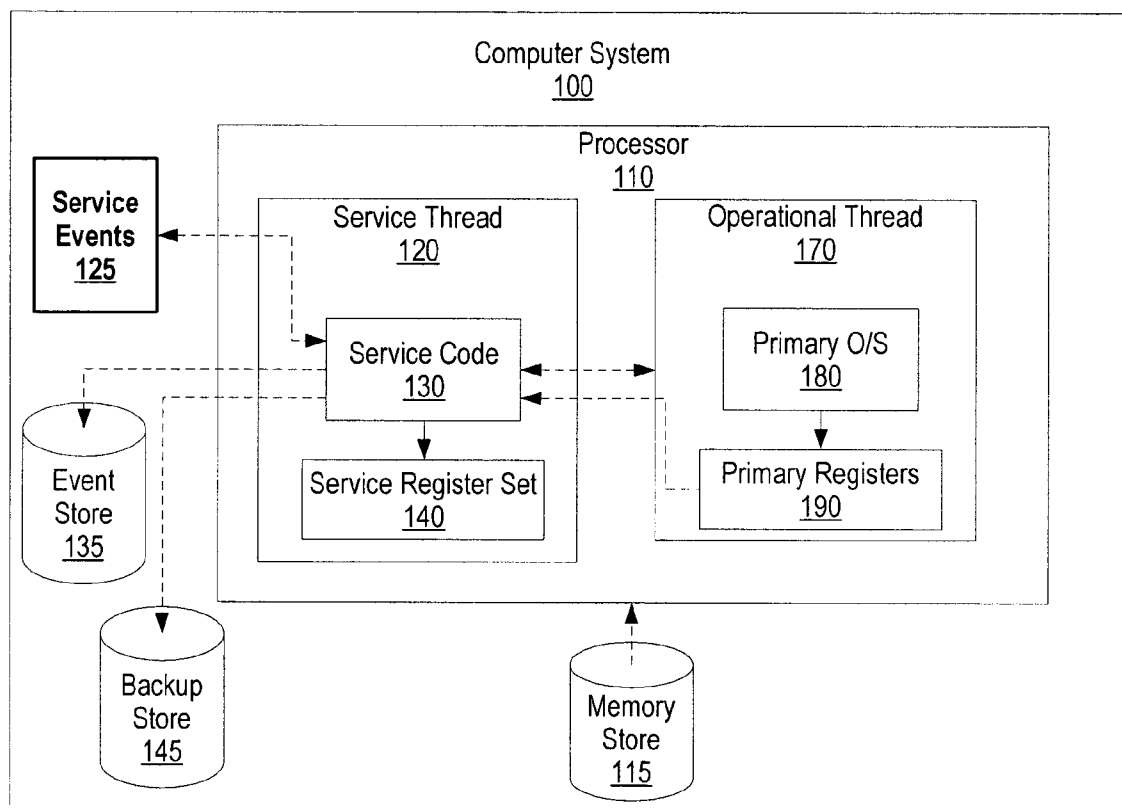 Computer System
100
Processor
110
Service
Events
125
Service Thread
120
Operational Thread
170
Service Code
130
Primary O/S
180
Service Register Set
140
Primary Registers
190
Event
Store
135
Backup
Store
145
Memory
Store
115